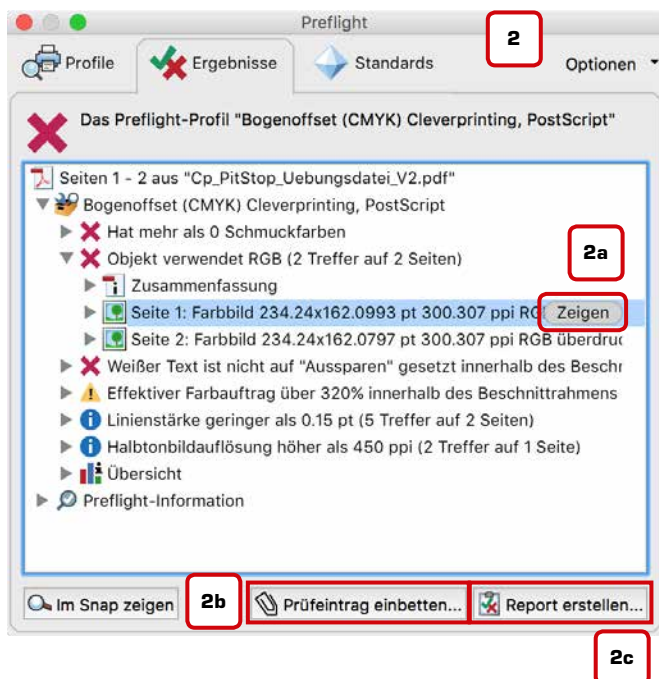 Preflight
2
Profile
Ergebnisse
Standards
Optionen
Das Preflight-Profil "Bogenoffset (CMYK) Cleverprinting, PostScript"
Seiten 1 - 2 aus "Cp_PitStop_Uebungsdatei_V2.pdf"
Bogenoffset (CMYK) Cleverprinting, PostScript
Hat mehr als 0 Schmuckfarben
Objekt verwendet RGB (2 Treffer auf 2 Seiten)
2a
Zusammenfassung
Seite 1: Farbbild 234.24x162.0993 pt 300.307 ppi RG
Zeigen
Seite 2: Farbbild 234.24x162.0797 pt 300.307 ppi RGB überdruc
Weißer Text ist nicht auf "Aussparen" gesetzt innerhalb des Beschr
Effektiver Farbauftrag über 320% innerhalb des Beschnittrahmens
Linienstärke geringer als 0.15 pt (5 Treffer auf 2 Seiten)
Halbtonbildauflösung höher als 450 ppi (2 Treffer auf 1 Seite)
Übersicht
Preflight-Information
Im Snap zeigen
2b
Prüfeintrag einbetten...
Report erstellen...
2c